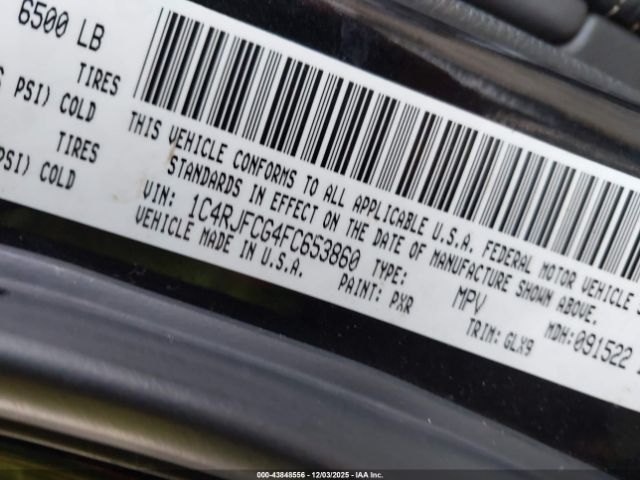 6500 LB
TIRES
PSI) COLD
TIRES
PSI) COLD
THIS VEHICLE CONFORMS TO ALL APPLICABLE U.S.A. FEDERAL MOTOR VEHICLE S
STANDARDS IN EFFECT ON THE DATE OF MANUFACTURE SHOWN ABOVE.
VIN: 1C4RJFCG4FC653860 TYPE: MPV MDH:091522
VEHICLE MADE IN U.S.A. PAINT: PXR TRIM: GLX9
000-43848556 - 12/03/2025 - IAA Inc.